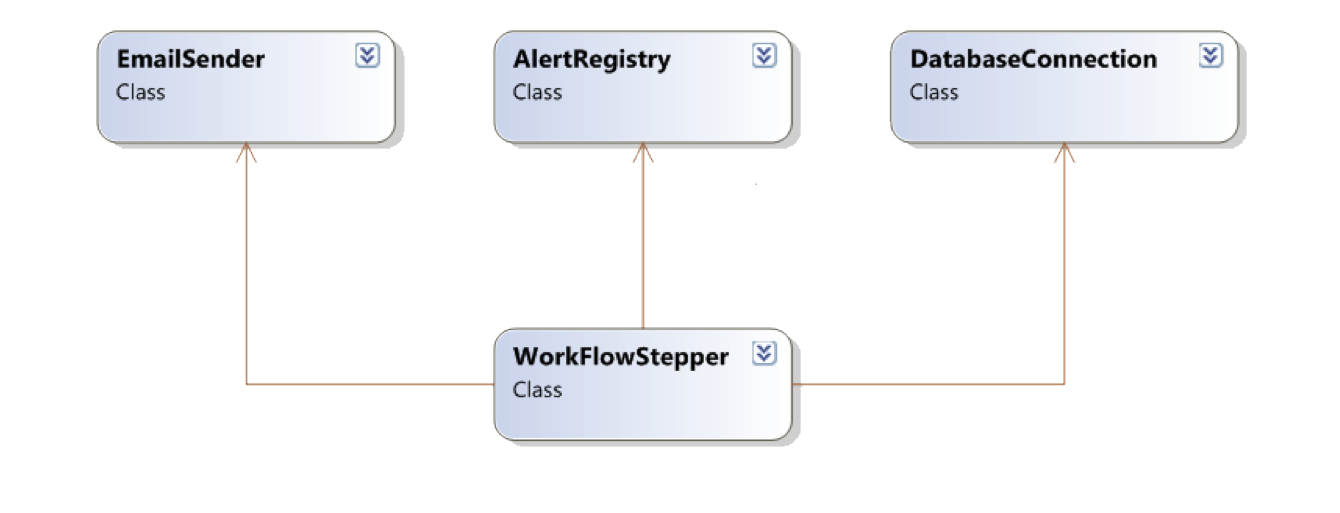 EmailSender
Class
AlertRegistry
Class
DatabaseConnection
Class
WorkFlowStepper
Class